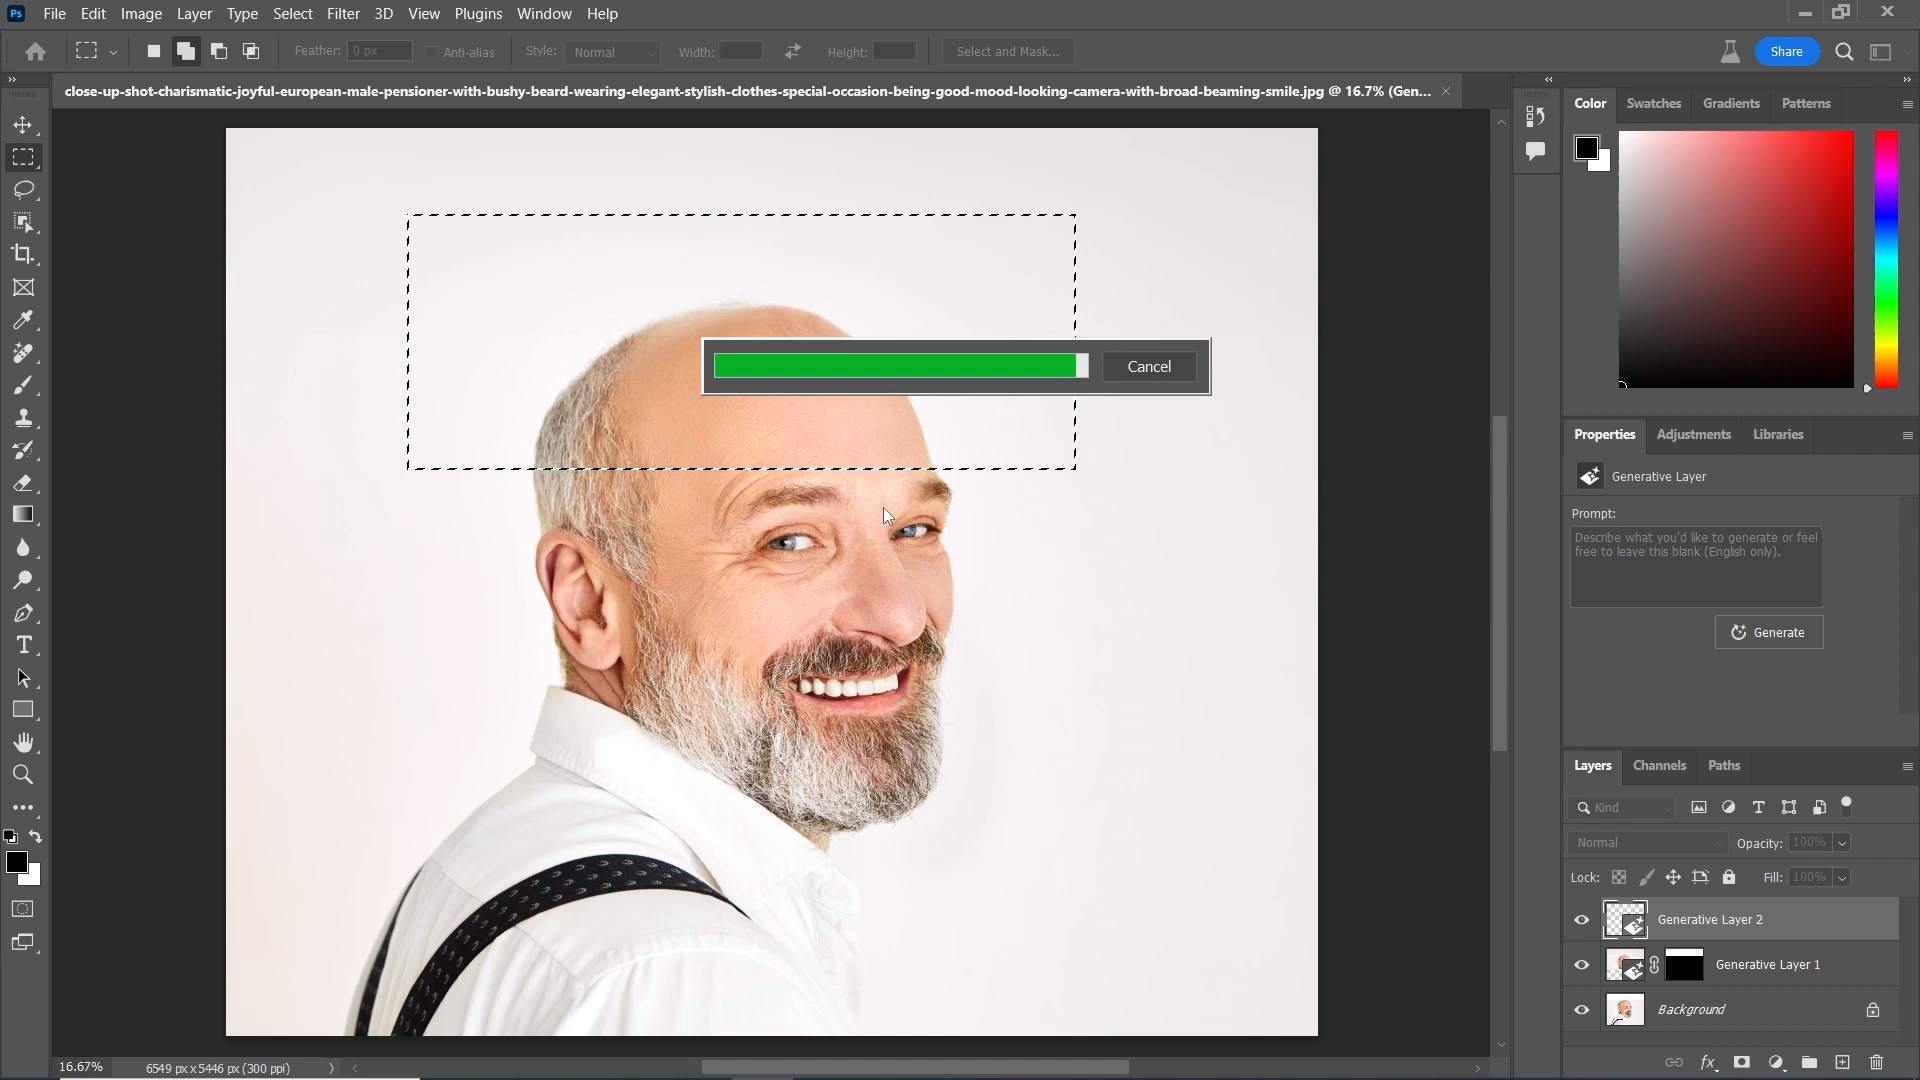 Ps File Edit Image Layer Type Select Filter 3D View Plugins Window Help
Feather: 0 px Anti-alias Style: Normal Width: Height: Select and Mask... Share
close-up-shot-charismatic-joyful-european-male-pensioner-with-bushy-beard-wearing-elegant-stylish-clothes-special-occasion-being-good-mood-looking-camera-with-broad-beaming-smile.jpg @ 16.7% (Gen...
Color Swatches Gradients Patterns
Cancel
Properties Adjustments Libraries
Generative Layer
Prompt:
Describe what you'd like to generate or feel
free to leave this blank (English only).
Generate
Layers Channels Paths
Kind
Normal Opacity: 100%
Lock: Fill: 100%
Generative Layer 2
Generative Layer 1
Background
16.67% 6549 px x 5446 px (300 ppi)
fx